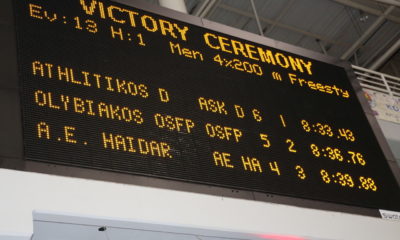 VICTORY CEREMONY
Ev:13 H:1 Men 4x200 m Freesty
ATHLITIKOS D ASK D 6 1 8:33.43
OLYBIAKOS OSFP OSFP 5 2 8:36.76
A.E. HAIDAR AE HA 4 3 8:39.88